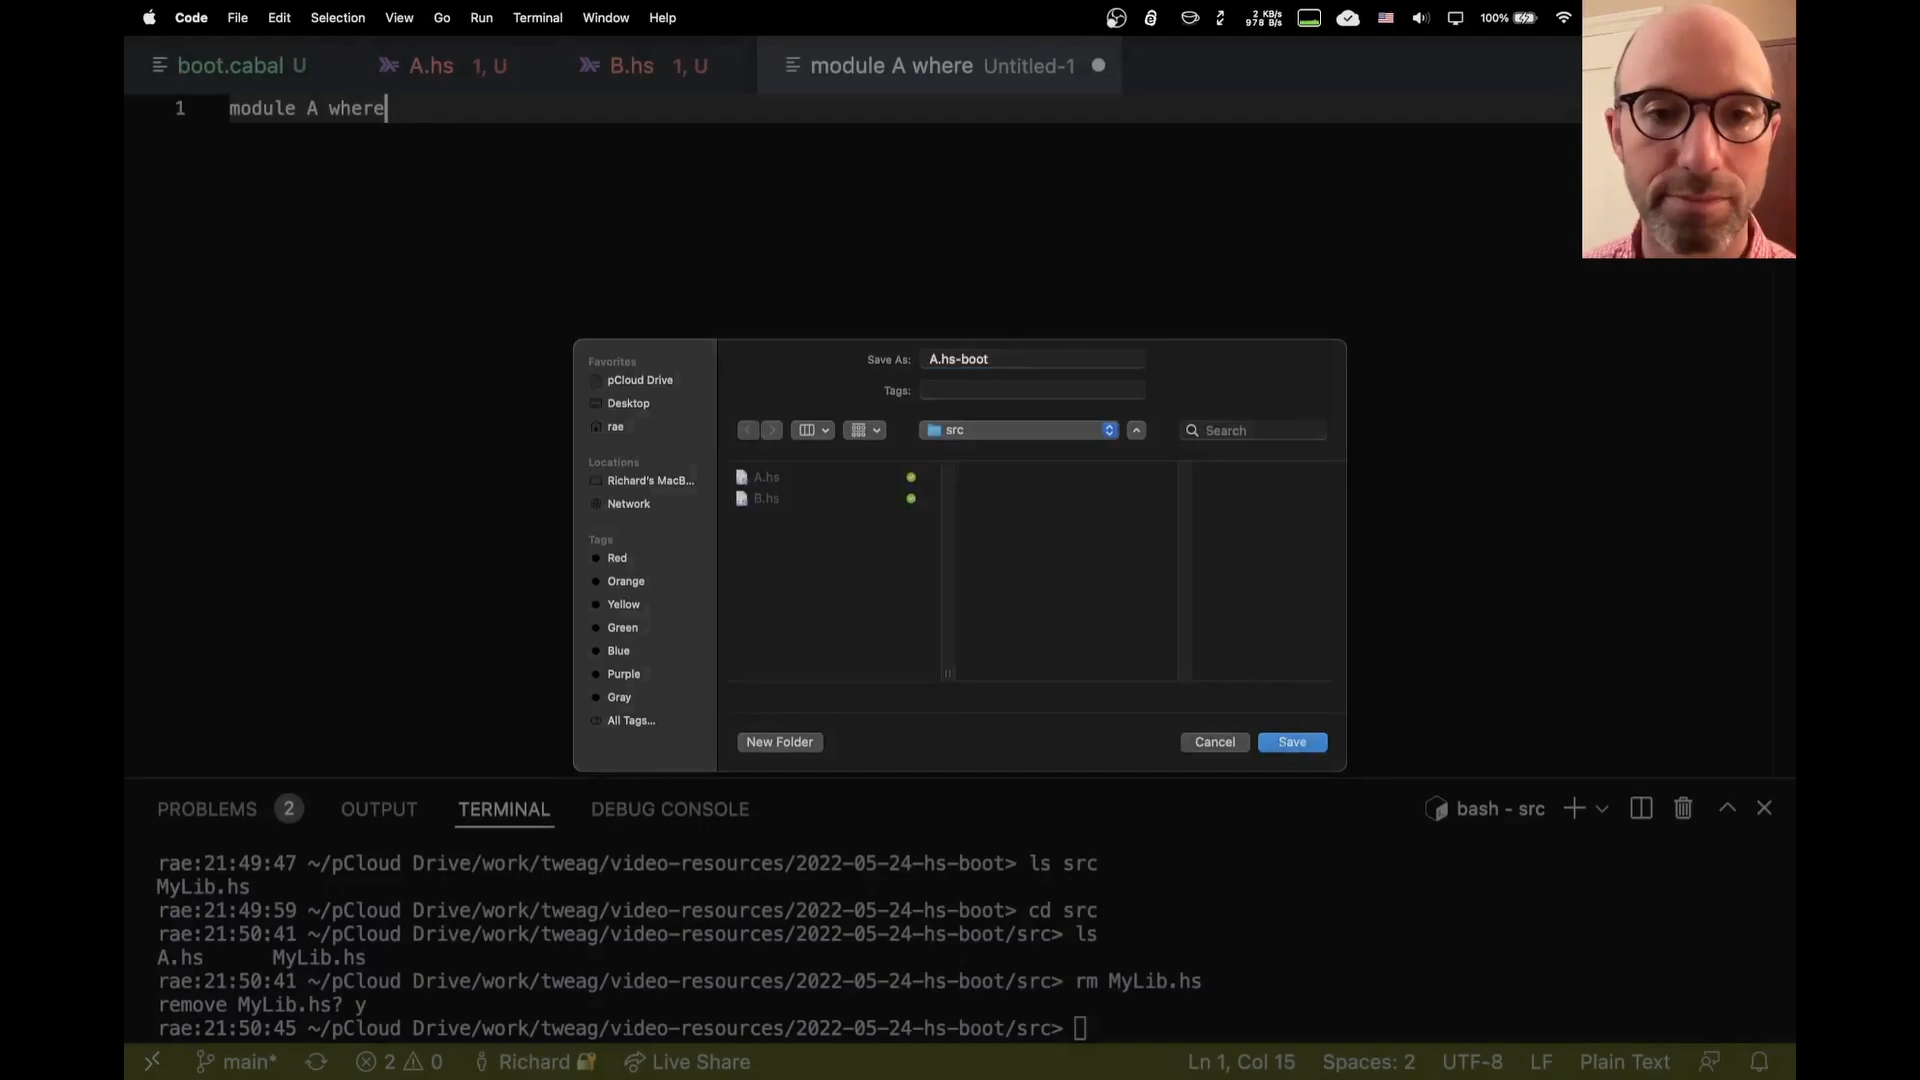 Code File Edit Selection View Go Run Terminal Window Help 2 KB/s 978 B/s 100%
boot.cabal U A.hs 1, U B.hs 1, U module A where Untitled-1
1 module A where
Save As: A.hs-boot
Tags:
src
Search
Favorites
pCloud Drive
Desktop
rae
Locations
Richard's MacB...
Network
Tags
Red
Orange
Yellow
Green
Blue
Purple
Gray
All Tags...
A.hs
B.hs
New Folder Cancel Save
PROBLEMS 2 OUTPUT TERMINAL DEBUG CONSOLE bash - src
rae:21:49:47 ~/pCloud Drive/work/tweag/video-resources/2022-05-24-hs-boot> ls src
MyLib.hs
rae:21:49:59 ~/pCloud Drive/work/tweag/video-resources/2022-05-24-hs-boot> cd src
rae:21:50:41 ~/pCloud Drive/work/tweag/video-resources/2022-05-24-hs-boot/src> ls
A.hs MyLib.hs
rae:21:50:41 ~/pCloud Drive/work/tweag/video-resources/2022-05-24-hs-boot/src> rm MyLib.hs
remove MyLib.hs? y
rae:21:50:45 ~/pCloud Drive/work/tweag/video-resources/2022-05-24-hs-boot/src>
main* 2 0 Richard Live Share Ln 1, Col 15 Spaces: 2 UTF-8 LF Plain Text